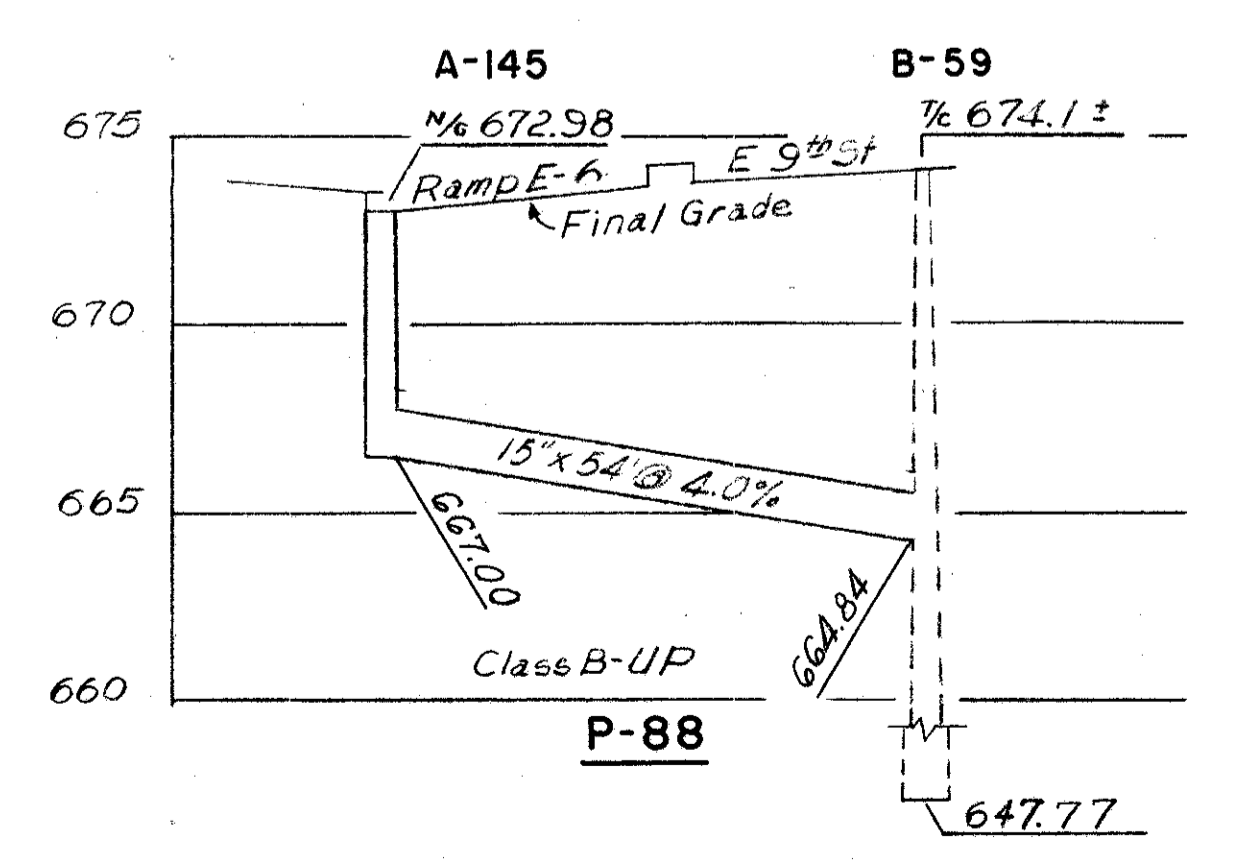 A-145
B-59
675
N/G 672.98
T/C 674.1 ±
Ramp E-6
E 9th St
Final Grade
670
15" x 54' @ 4.0%
665
667.00
664.84
Class B-UP
660
P-88
647.77